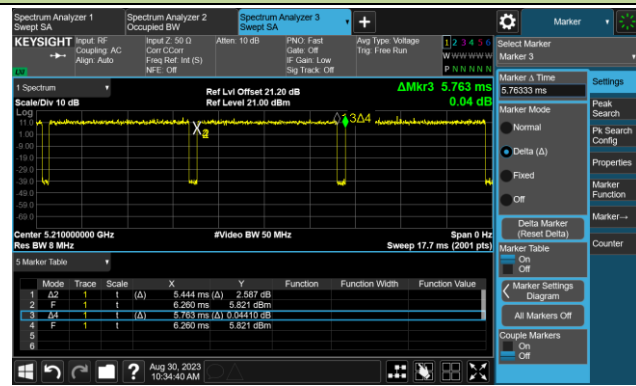 Spectrum Analyzer 1
Swept SA
Spectrum Analyzer 2
Occupied BW
Spectrum Analyzer 3
Swept SA
Marker
KEYSIGHT
Input: RF
Coupling: AC
Align: Auto
Input Z: 50 Ω
Corr CCorr
Freq Ref: Int (S)
NFE: Off
Atten: 10 dB
PNO: Fast
Gate: Off
IF Gain: Low
Sig Track: Off
Avg Type: Voltage
Trig: Free Run
1 2 3 4 5 6
W W W W W W
P N N N N N
Select Marker
Marker 3
1 Spectrum
Scale/Div 10 dB
Log
Ref Lvl Offset 21.20 dB
Ref Level 21.00 dBm
ΔMkr3 5.763 ms
0.04 dB
11.0
1.00
-9.00
-19.0
-29.0
-39.0
-49.0
-59.0
-69.0
3Δ4
Center 5.210000000 GHz
Res BW 8 MHz
#Video BW 50 MHz
Span 0 Hz
Sweep 17.7 ms (2001 pts)
5 Marker Table
Mode Trace Scale X Y Function Function Width Function Value
1 Δ2 1 t (Δ) 5.444 ms (Δ) 2.587 dB
2 F 1 t 6.260 ms 5.821 dBm
3 Δ4 1 t (Δ) 5.763 ms (Δ) 0.04410 dB
4 F 1 t 6.260 ms 5.821 dBm
5
6
Marker Δ Time
5.76333 ms
Marker Mode
Normal
Delta (Δ)
Fixed
Off
Delta Marker
(Reset Delta)
Marker Table
On
Off
Marker Settings
Diagram
All Markers Off
Couple Markers
On
Off
Settings
Peak
Search
Pk Search
Config
Properties
Marker
Function
Marker→
Counter
?
Aug 30, 2023
10:34:40 AM